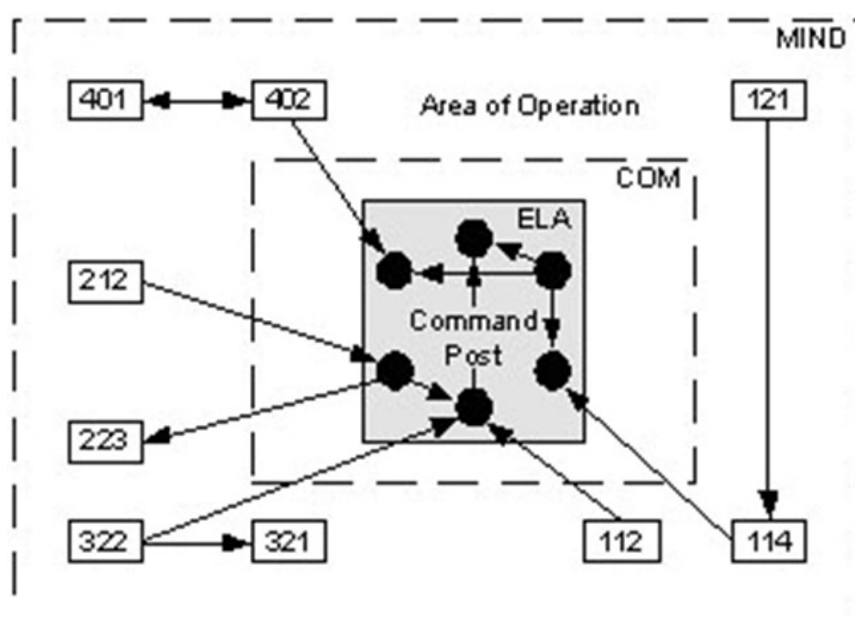 MIND
401
402
Area of Operation
121
COM
ELA
212
Command
Post
223
322
321
112
114